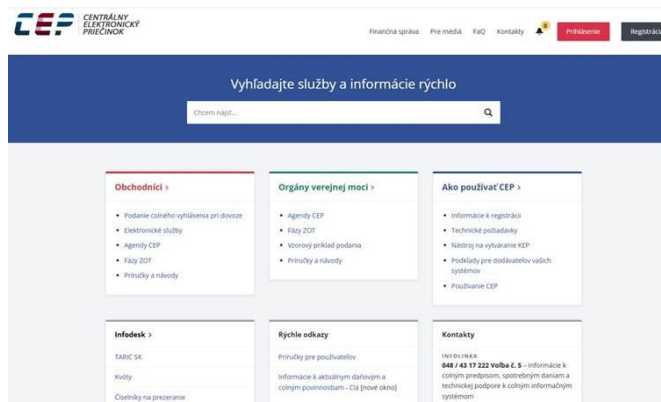 CEP CENTRÁLNY
ELEKTRONICKÝ
PRIEČINOK
Finančná správa Pre médiá FaQ Kontakty 0 Prihlásenie Registrácia
Vyhľadajte služby a informácie rýchlo
Chcem nájsť...
Obchodníci >
Podanie colného vyhlásenia pri dovoze
Elektronické služby
Agendy CEP
Fázy ZOT
Príručky a návody
Orgány verejnej moci >
Agendy CEP
Fázy ZOT
Vzorový príklad podania
Príručky a návody
Ako používať CEP >
Informácie k registrácii
Technické požiadavky
Nástroj na vytváranie KEP
Podklady pre dodávateľov vašich
systémov
Používanie CEP
Infodesk >
TARIC SK
Kvóty
Číselníky na prezeranie
Rýchle odkazy
Príručky pre používateľov
Informácie k aktuálnym daňovým a
colným povinnostiam - Clá [nové okno]
Kontakty
INFOLINKA
048 / 43 17 222 Voľba č. 5 – Informácie k
colným predpisom, spotrebným daniam a
technickej podpore k colným informačným
systémom